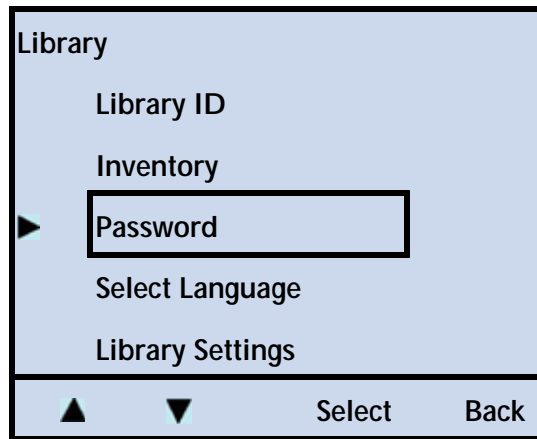 Library
Library ID
Inventory
Password
Select Language
Library Settings
Select Back